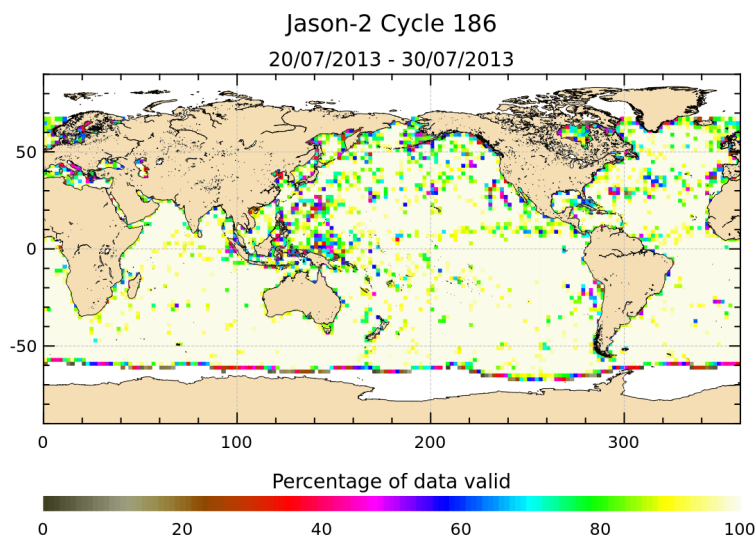 Jason-2 Cycle 186
20/07/2013 - 30/07/2013
50
0
-50
0 100 200 300
Percentage of data valid
0 20 40 60 80 100